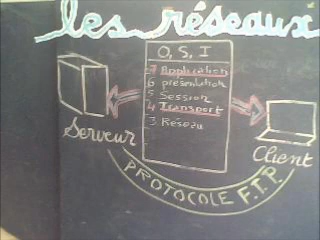 les réseaux
O, S, I
7 Application
6 présentation
5 Session
4 Transport
3 Réseau
Serveur
Client
PROTOCOLE F.T.P.